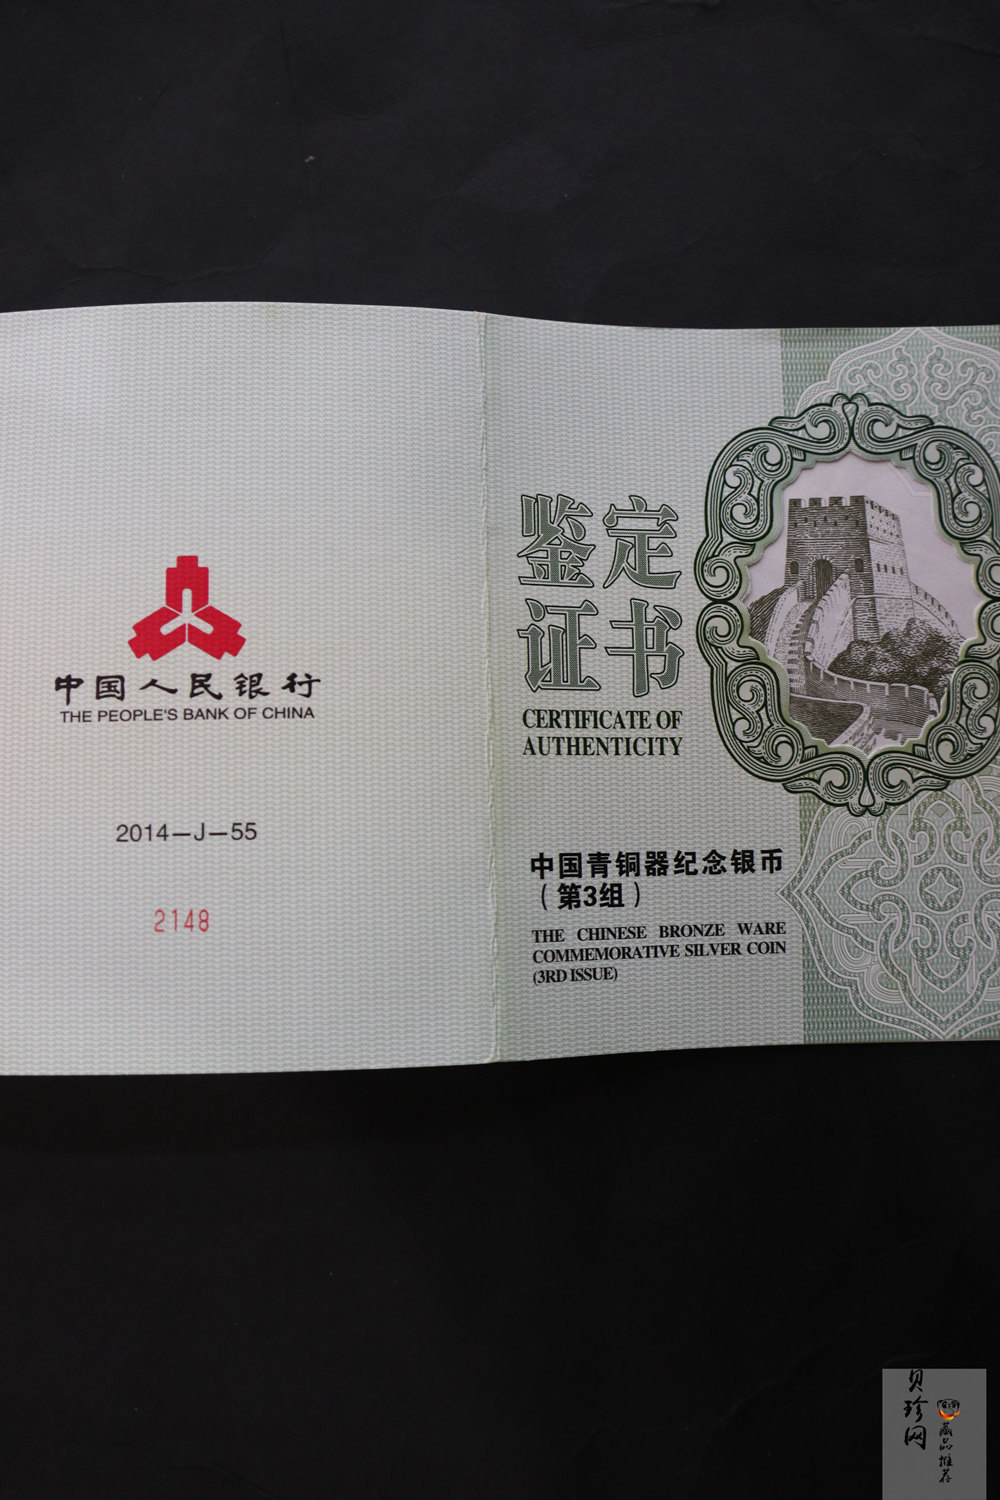 中国人民银行
THE PEOPLE'S BANK OF CHINA
2014—J—55
2148
鉴定
证书
CERTIFICATE OF
AUTHENTICITY
中国青铜器纪念银币
（第3组）
THE CHINESE BRONZE WARE
COMMEMORATIVE SILVER COIN
(3RD ISSUE)
贝珍网
藏品推荐